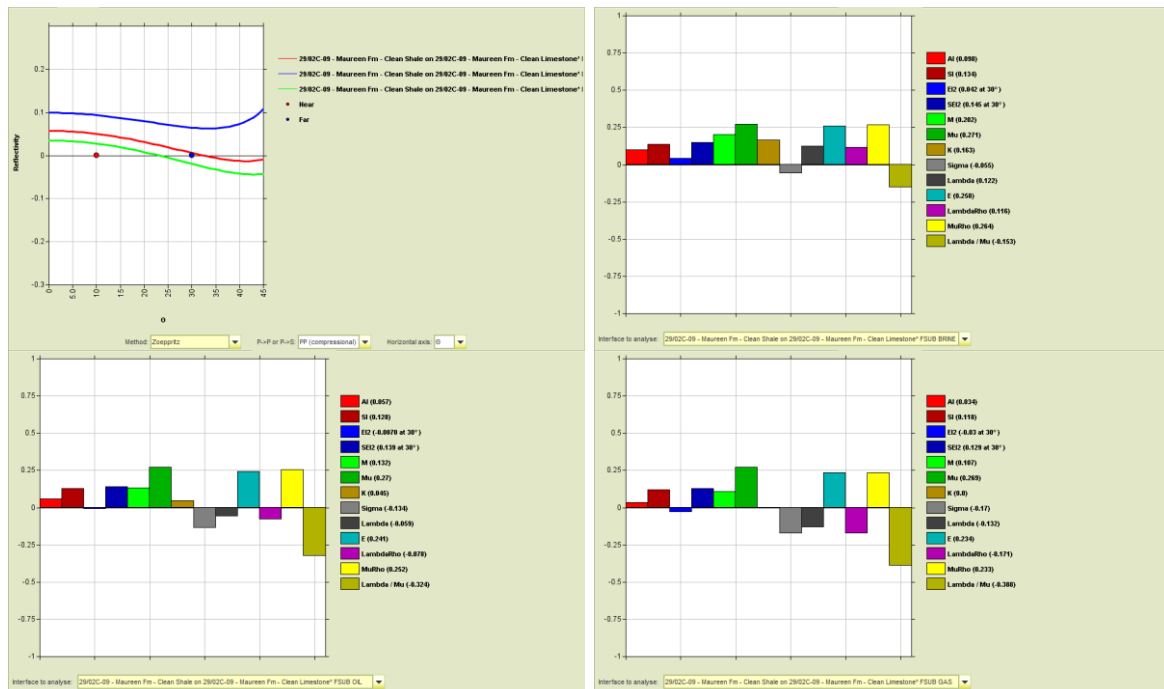 0.2
0.1
0
-0.1
-0.2
-0.3
Reflectivity
0
5.0
10
15
20
25
30
35
40
45
Θ
29/02C-09 - Maureen Fm - Clean Shale on 29/02C-09 - Maureen Fm - Clean Limestone*
29/02C-09 - Maureen Fm - Clean Shale on 29/02C-09 - Maureen Fm - Clean Limestone*
29/02C-09 - Maureen Fm - Clean Shale on 29/02C-09 - Maureen Fm - Clean Limestone*
Near
Far
Method: Zoeppritz P->P or P->S: PP (compressional) Horizontal axis: Θ
1
0.75
0.5
0.25
0
-0.25
-0.5
-0.75
-1
AI (0.098)
SI (0.134)
EI2 (0.042 at 30°)
SEI2 (0.146 at 30°)
M (0.202)
Mu (0.271)
K (0.163)
Sigma (-0.055)
Lambda (0.122)
E (0.258)
LambdaRho (0.116)
MuRho (0.264)
Lambda / Mu (-0.153)
Interface to analyse: 29/02C-09 - Maureen Fm - Clean Shale on 29/02C-09 - Maureen Fm - Clean Limestone* FSUB BRINE
1
0.75
0.5
0.25
0
-0.25
-0.5
-0.75
-1
AI (0.057)
SI (0.128)
EI2 (-0.0078 at 30°)
SEI2 (0.139 at 30°)
M (0.132)
Mu (0.27)
K (0.046)
Sigma (-0.134)
Lambda (-0.059)
E (0.241)
LambdaRho (-0.078)
MuRho (0.252)
Lambda / Mu (-0.324)
Interface to analyse: 29/02C-09 - Maureen Fm - Clean Shale on 29/02C-09 - Maureen Fm - Clean Limestone* FSUB OIL
1
0.75
0.5
0.25
0
-0.25
-0.5
-0.75
-1
AI (0.034)
SI (0.118)
EI2 (-0.03 at 30°)
SEI2 (0.129 at 30°)
M (0.107)
Mu (0.269)
K (0.0)
Sigma (-0.17)
Lambda (-0.132)
E (0.234)
LambdaRho (-0.171)
MuRho (0.233)
Lambda / Mu (-0.388)
Interface to analyse: 29/02C-09 - Maureen Fm - Clean Shale on 29/02C-09 - Maureen Fm - Clean Limestone* FSUB GAS